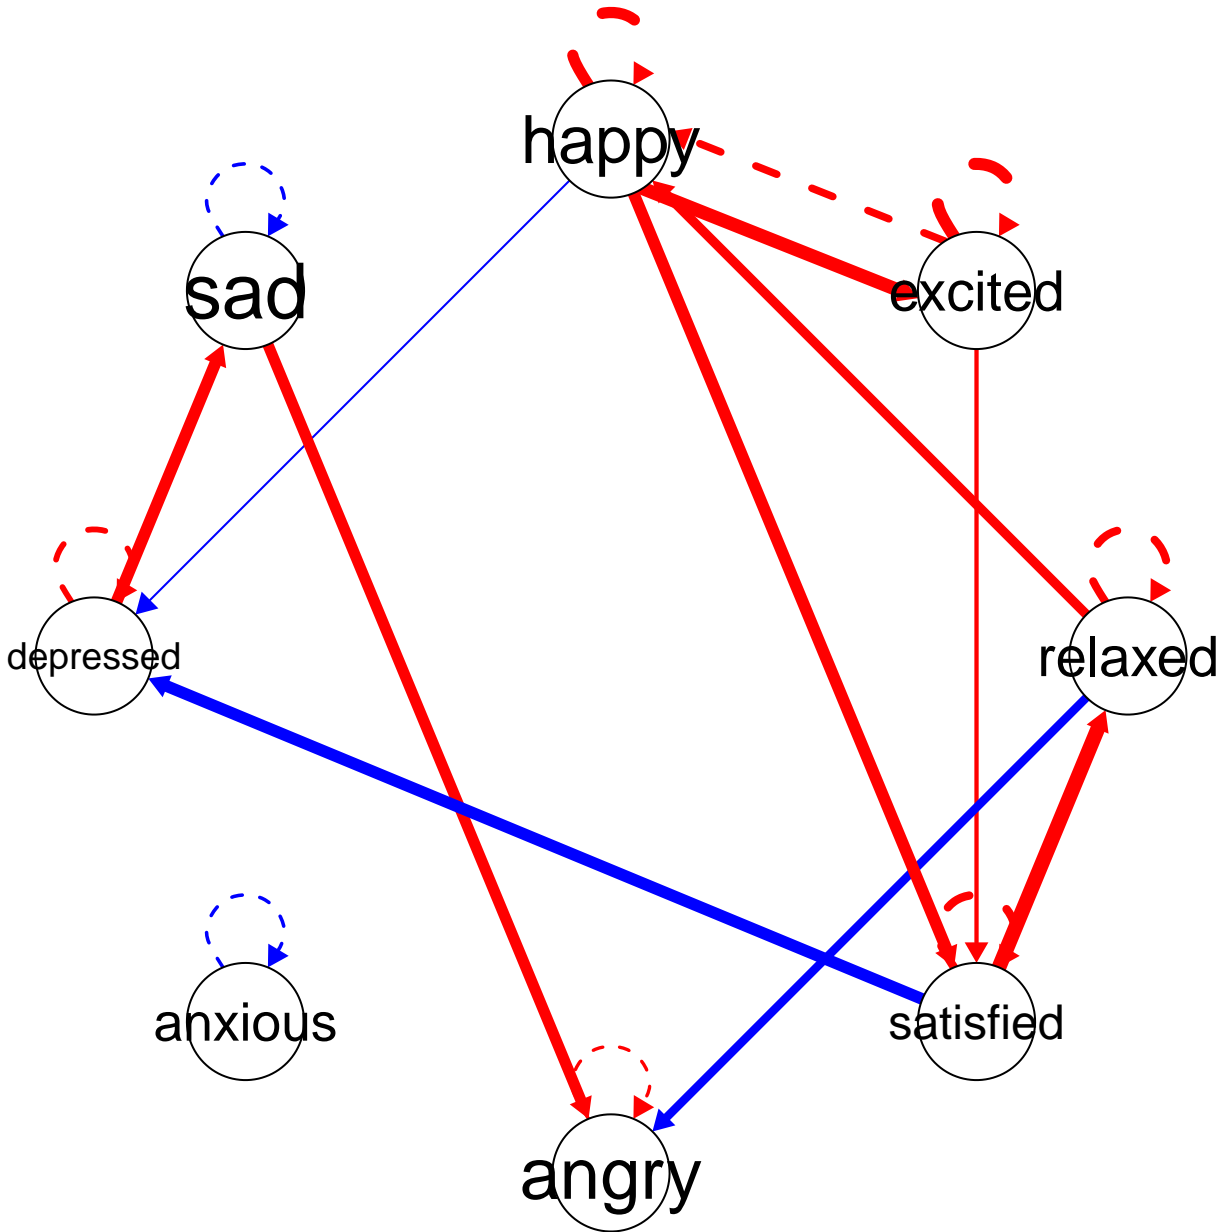 happy
sad
excited
depressed
relaxed
anxious
satisfied
angry